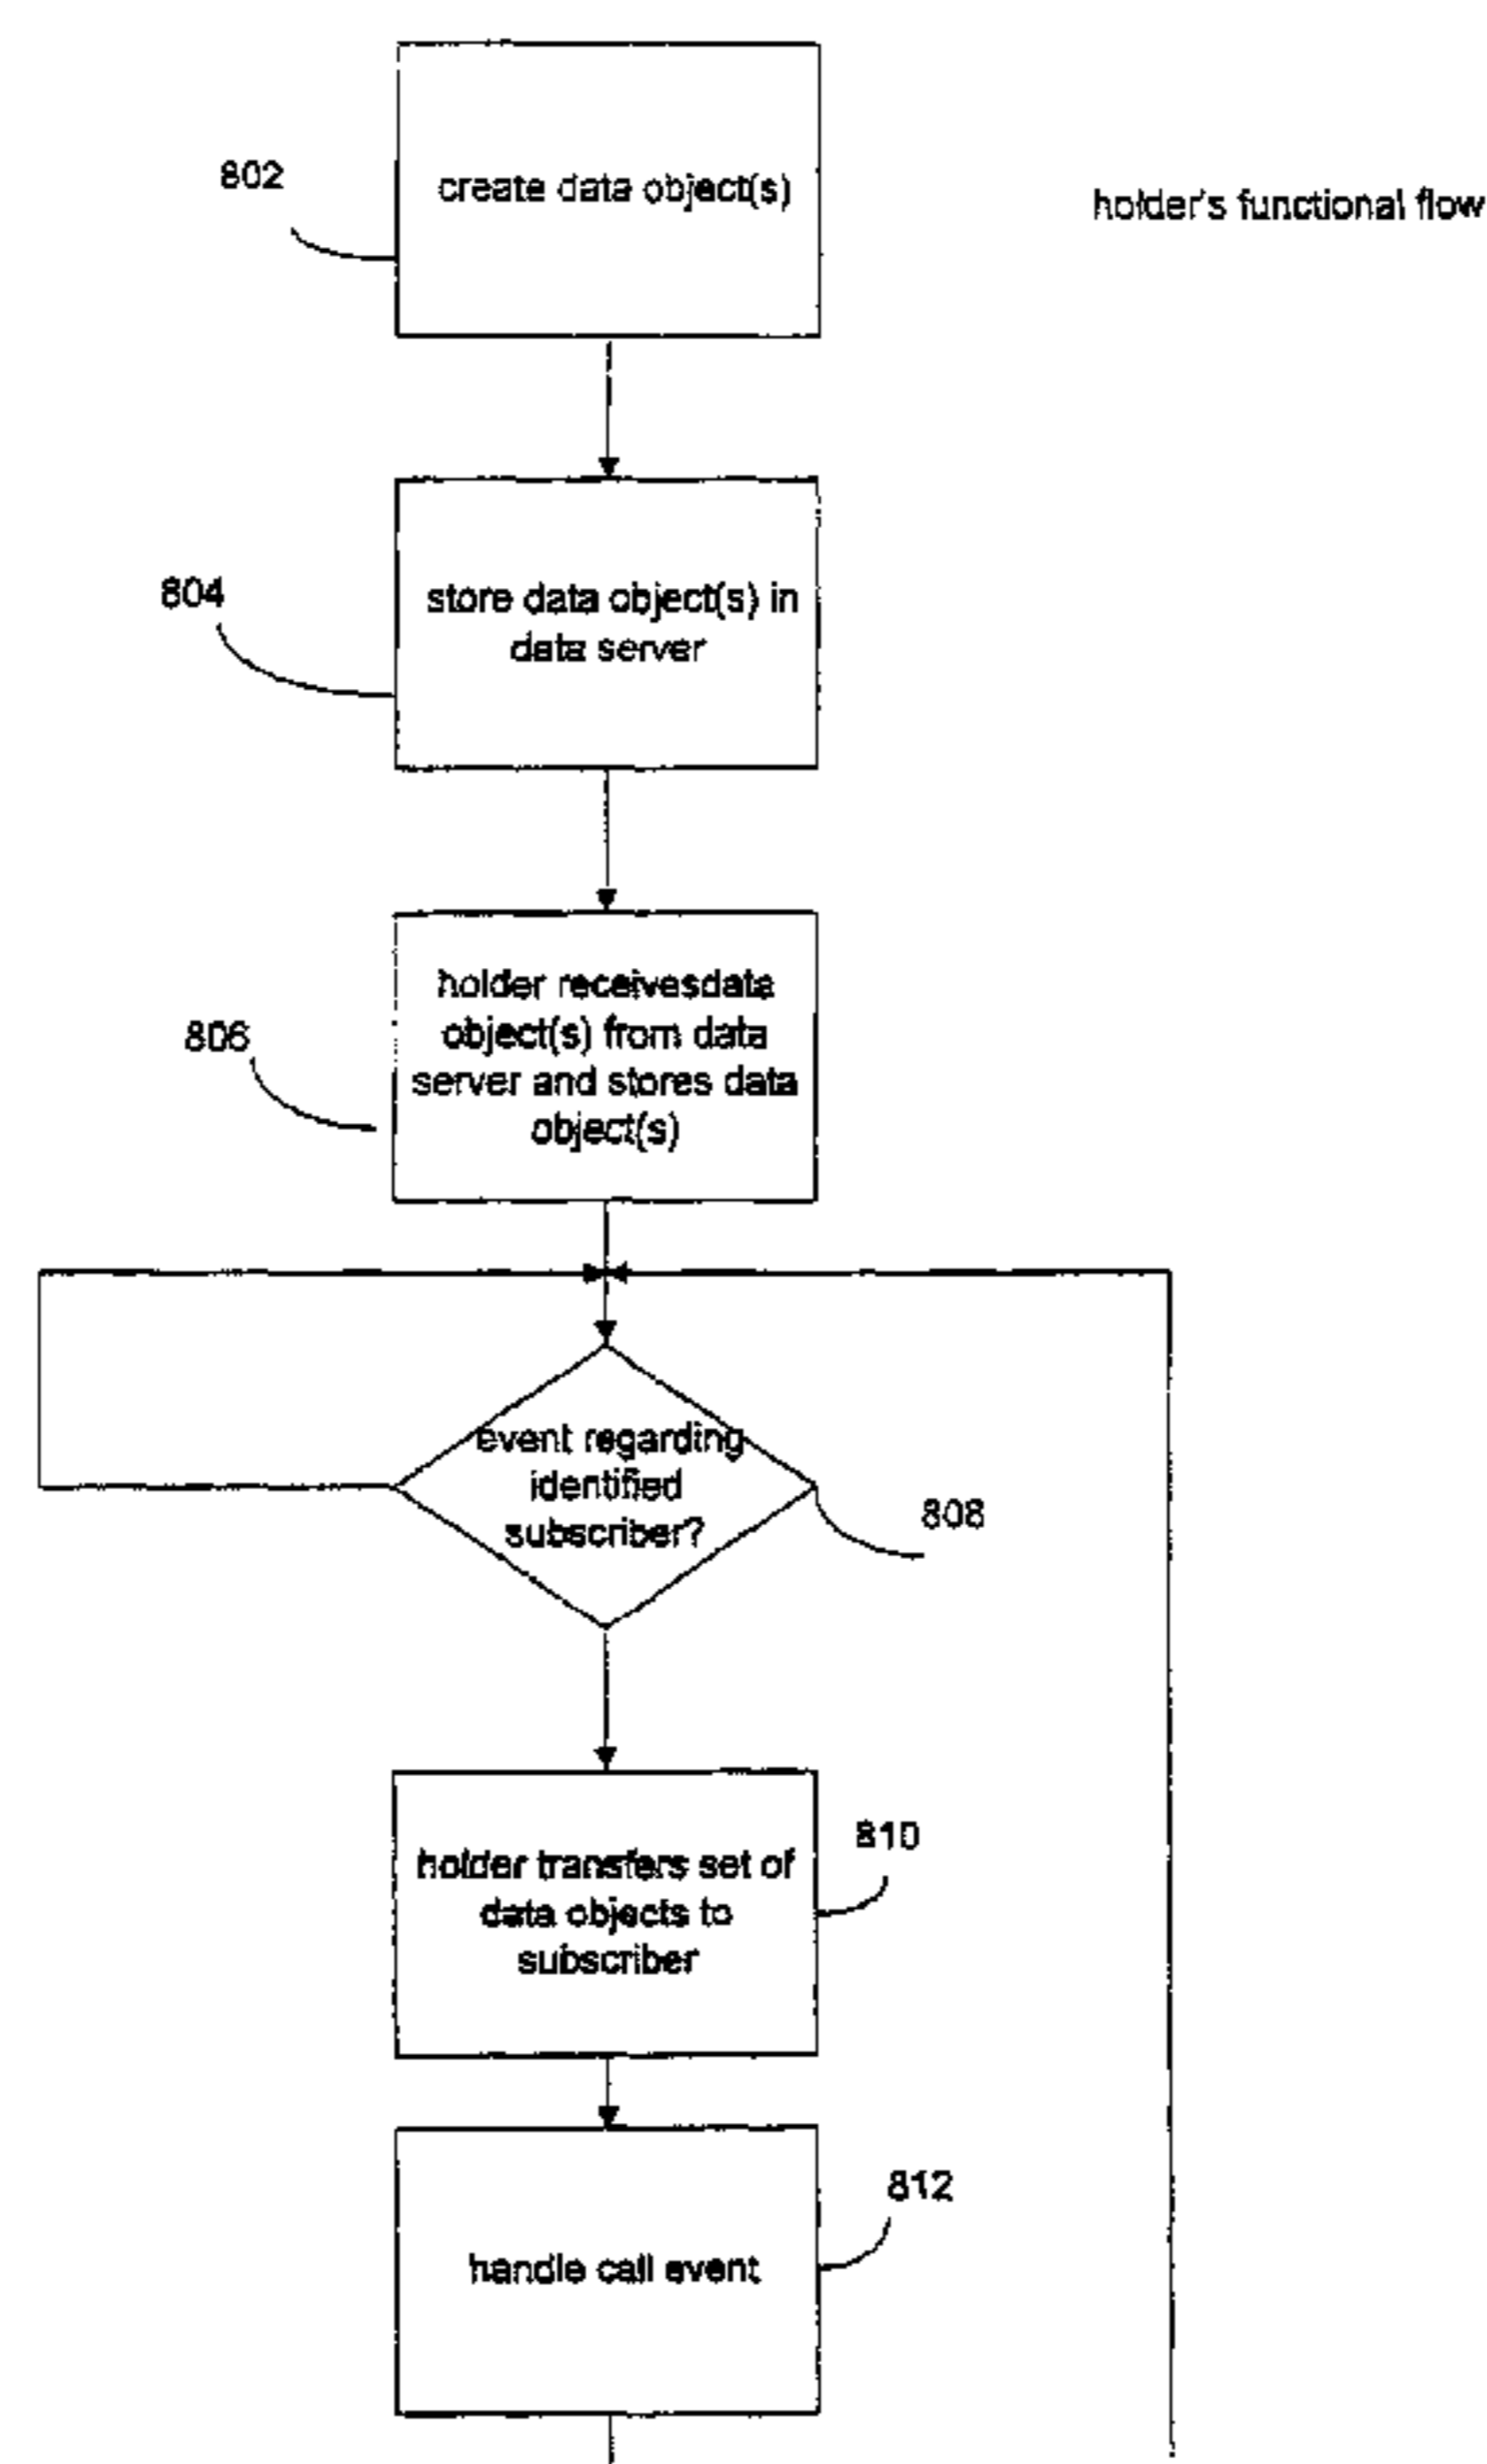 802
create data object(s)
holder's functional flow
804
store data object(s) in
data server
806
holder receivesdata
object(s) from data
server and stores data
object(s)
event regarding
identified
subscriber?
808
810
holder transfers set of
data objects to
subscriber
812
handle call event